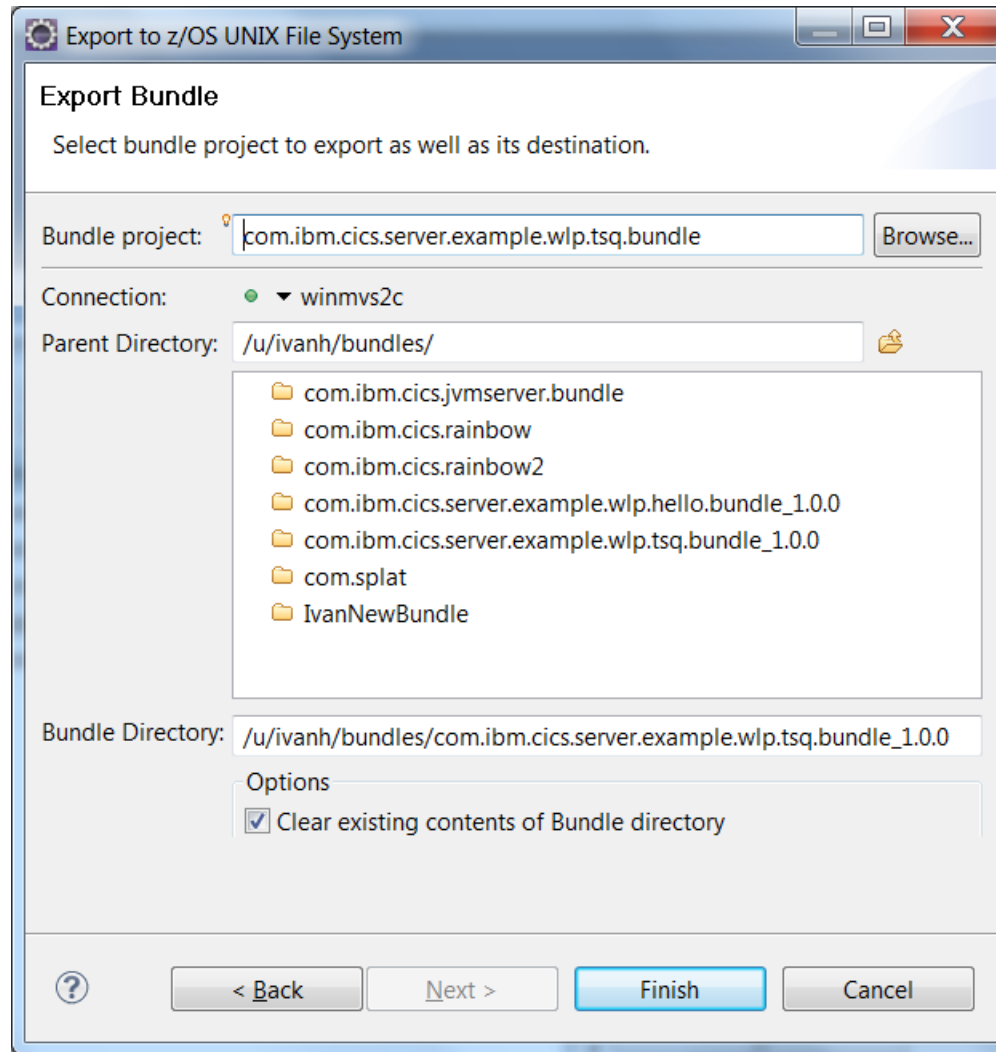 Export to z/OS UNIX File System
Export Bundle
Select bundle project to export as well as its destination.
Bundle project: com.ibm.cics.server.example.wlp.tsq.bundle Browse...
Connection: winmvs2c
Parent Directory: /u/ivanh/bundles/
com.ibm.cics.jvmserver.bundle
com.ibm.cics.rainbow
com.ibm.cics.rainbow2
com.ibm.cics.server.example.wlp.hello.bundle_1.0.0
com.ibm.cics.server.example.wlp.tsq.bundle_1.0.0
com.splat
IvanNewBundle
Bundle Directory: /u/ivanh/bundles/com.ibm.cics.server.example.wlp.tsq.bundle_1.0.0
Options
Clear existing contents of Bundle directory
? < Back Next > Finish Cancel